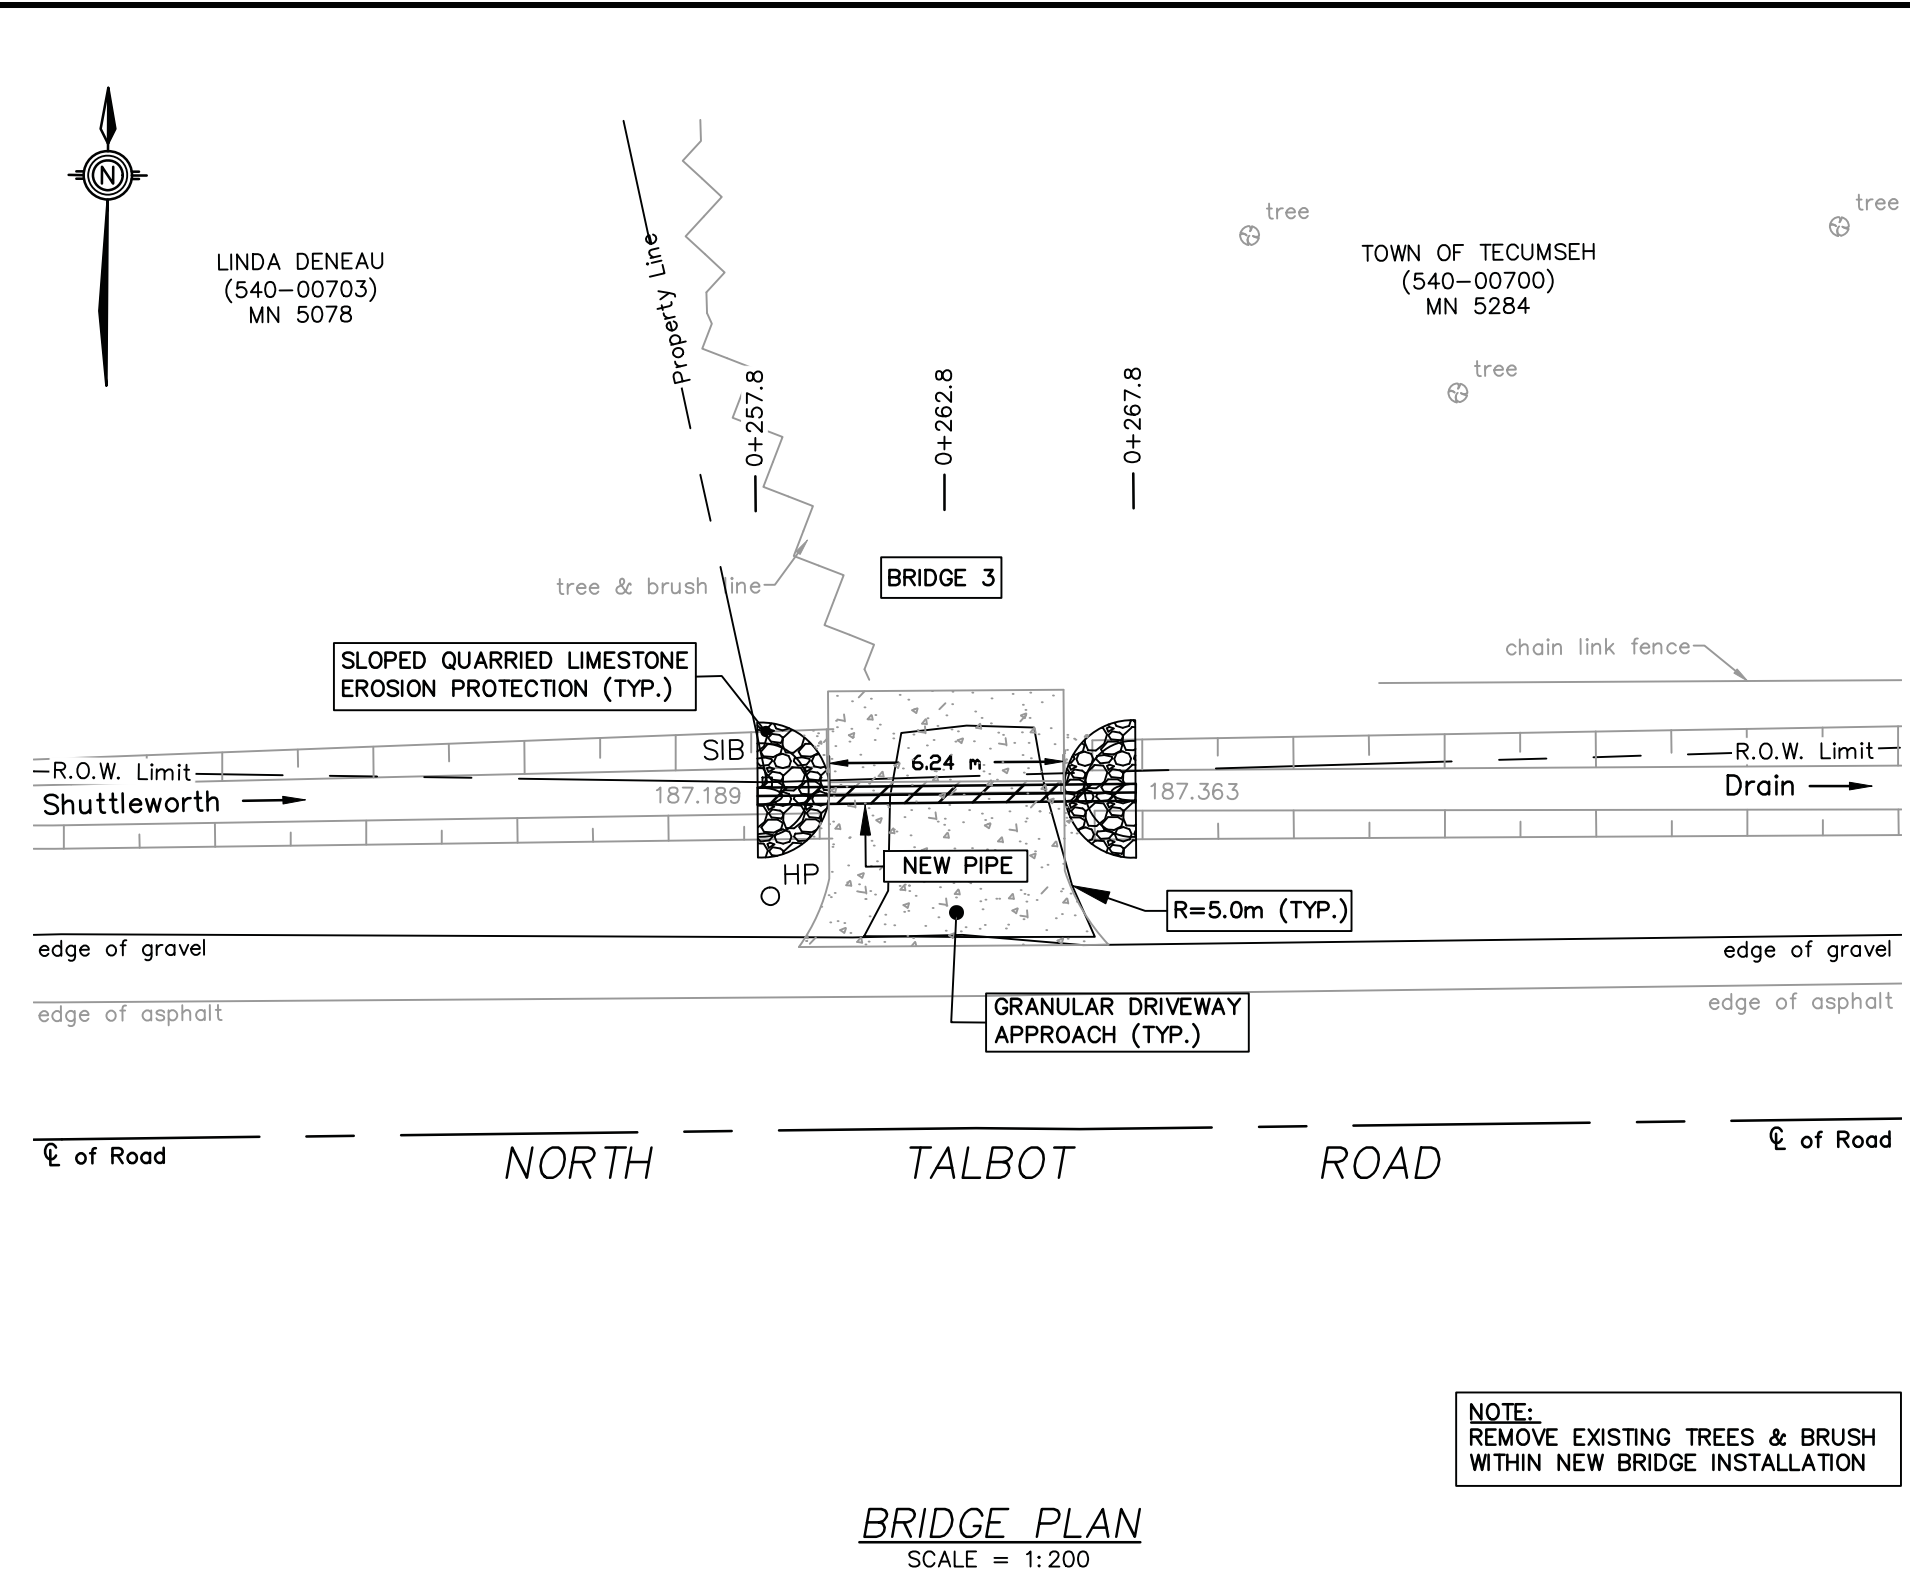 N
tree
tree
LINDA DENEAU
(540-00703)
MN 5078
Property Line
TOWN OF TECUMSEH
(540-00700)
MN 5284
tree
0+257.8
0+262.8
0+267.8
tree & brush line
BRIDGE 3
SLOPED QUARRIED LIMESTONE
EROSION PROTECTION (TYP.)
chain link fence
SIB
6.24 m
R.O.W. Limit
R.O.W. Limit
Shuttleworth
187.189
187.363
Drain
HP
NEW PIPE
R=5.0m (TYP.)
edge of gravel
edge of gravel
edge of asphalt
edge of asphalt
GRANULAR DRIVEWAY
APPROACH (TYP.)
℄ of Road
℄ of Road
NORTH TALBOT ROAD
NOTE:
REMOVE EXISTING TREES & BRUSH
WITHIN NEW BRIDGE INSTALLATION
BRIDGE PLAN
SCALE = 1:200